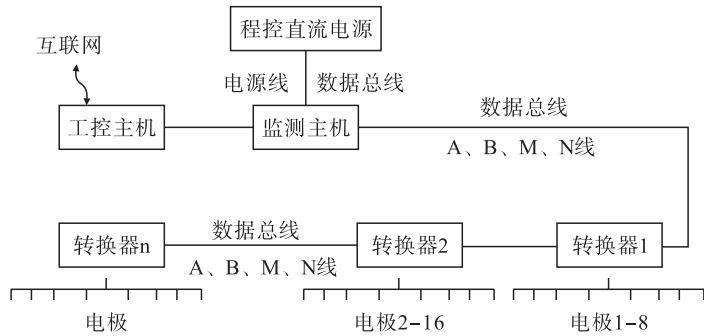 程控直流电源
互联网
电源线
数据总线
工控主机
监测主机
数据总线
A、B、M、N线
转换器n
数据总线
A、B、M、N线
转换器2
转换器1
电极
电极2-16
电极1-8